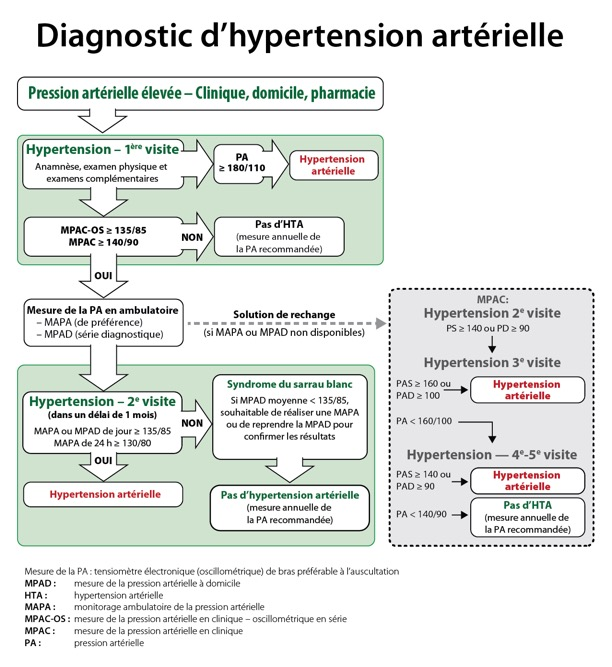 Diagnostic d’hypertension artérielle
Pression artérielle élevée – Clinique, domicile, pharmacie
Hypertension – 1ère visite
Anamnèse, examen physique et
examens complémentaires
PA
≥ 180/110
Hypertension
artérielle
MPAC-OS ≥ 135/85
MPAC ≥ 140/90
NON
Pas d’HTA
(mesure annuelle de
la PA recommandée)
OUI
Mesure de la PA en ambulatoire
– MAPA (de préférence)
– MPAD (série diagnostique)
Solution de rechange
(si MAPA ou MPAD non disponibles)
Hypertension – 2e visite
(dans un délai de 1 mois)
MAPA ou MPAD de jour ≥ 135/85
MAPA de 24 h ≥ 130/80
NON
Syndrome du sarrau blanc
Si MPAD moyenne < 135/85,
souhaitable de réaliser une MAPA
ou de reprendre la MPAD pour
confirmer les résultats
OUI
Hypertension artérielle
Pas d’hypertension artérielle
(mesure annuelle de
la PA recommandée)
MPAC:
Hypertension 2e visite
PS ≥ 140 ou PD ≥ 90
Hypertension 3e visite
PAS ≥ 160 ou
PAD ≥ 100
Hypertension
artérielle
PA < 160/100
Hypertension — 4e-5e visite
PAS ≥ 140 ou
PAD ≥ 90
Hypertension
artérielle
PA < 140/90
Pas d’HTA
(mesure annuelle de
la PA recommandée)
Mesure de la PA : tensiomètre électronique (oscillométrique) de bras préférable à l’auscultation
MPAD : mesure de la pression artérielle à domicile
HTA : hypertension artérielle
MAPA : monitorage ambulatoire de la pression artérielle
MPAC-OS : mesure de la pression artérielle en clinique – oscillométrique en série
MPAC : mesure de la pression artérielle en clinique
PA : pression artérielle